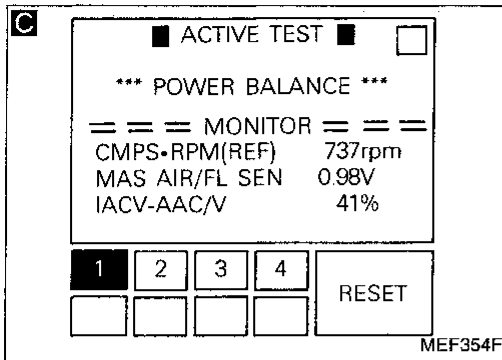 C
■ ACTIVE TEST ■
*** POWER BALANCE ***
= = = MONITOR = = =
CMPS•RPM(REF) 737rpm
MAS AIR/FL SEN 0.98V
IACV-AAC/V 41%
1 2 3 4
RESET
MEF354F